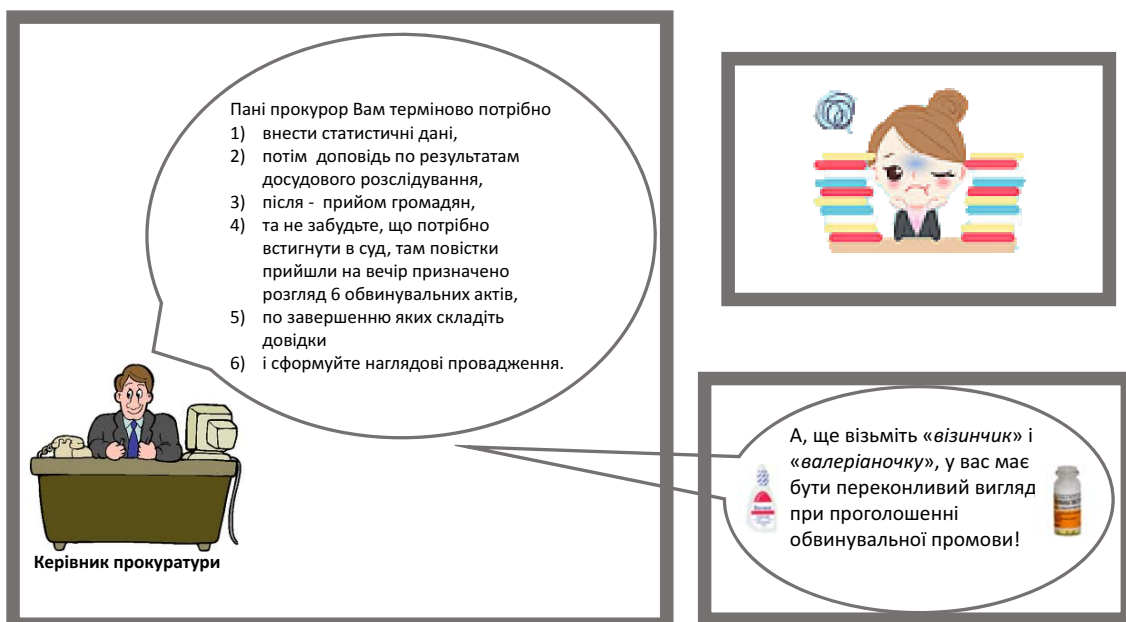 Пані прокурор Вам терміново потрібно
1) внести статистичні дані,
2) потім доповідь по результатам
досудового розслідування,
3) після - прийом громадян,
4) та не забудьте, що потрібно
встигнути в суд, там повістки
прийшли на вечір призначено
розгляд 6 обвинувальних актів,
5) по завершенню яких складіть
довідки
6) і сформуйте наглядові провадження.
Керівник прокуратури
А, ще візьміть «візинчик» і
«валеріаночку», у вас має
бути переконливий вигляд
при проголошенні
обвинувальної промови!